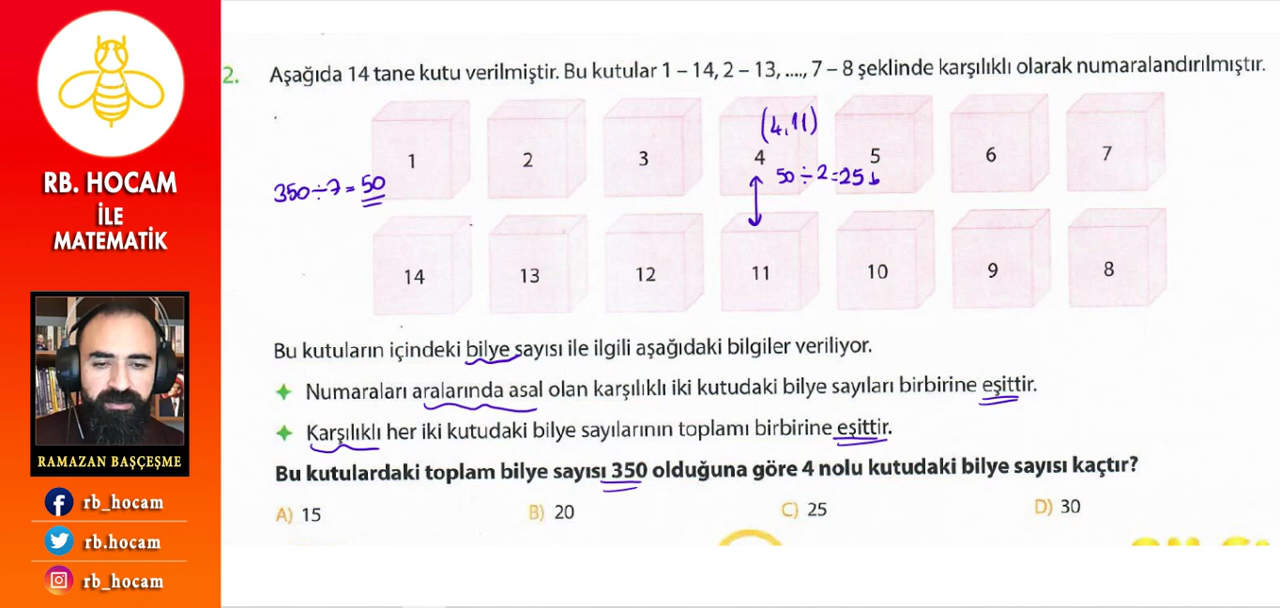 RB. HOCAM
İLE
MATEMATİK
RAMAZAN BAŞÇEŞME
rb_hocam
rb.hocam
rb_hocam
2. Aşağıda 14 tane kutu verilmiştir. Bu kutular 1 – 14, 2 – 13, ...., 7 – 8 şeklinde karşılıklı olarak numaralandırılmıştır.
(4,11)
1 2 3 4 5 6 7
350÷7=50
50÷2=25
14 13 12 11 10 9 8
Bu kutuların içindeki bilye sayısı ile ilgili aşağıdaki bilgiler veriliyor.
Numaraları aralarında asal olan karşılıklı iki kutudaki bilye sayıları birbirine eşittir.
Karşılıklı her iki kutudaki bilye sayılarının toplamı birbirine eşittir.
Bu kutulardaki toplam bilye sayısı 350 olduğuna göre 4 nolu kutudaki bilye sayısı kaçtır?
A) 15 B) 20 C) 25 D) 30